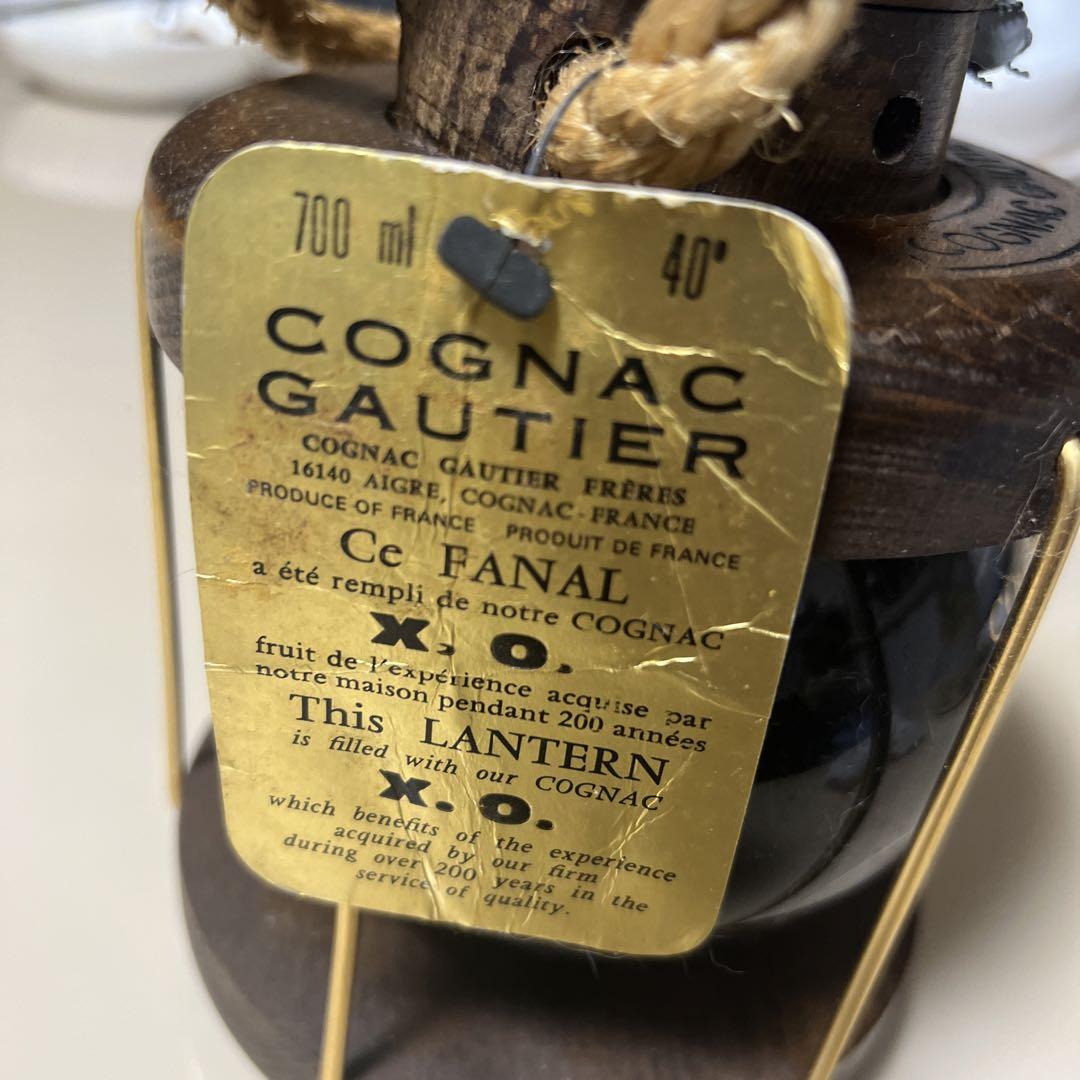 700 ml 40°
COGNAC
GAUTIER
COGNAC GAUTIER FRÈRES
16140 AIGRE, COGNAC-FRANCE
PRODUCE OF FRANCE PRODUIT DE FRANCE
Ce FANAL
a été rempli de notre COGNAC
X. O.
fruit de l'expérience acquise par
notre maison pendant 200 années
This LANTERN
is filled with our COGNAC
X. O.
which benefits of the experience
acquired by our firm
during over 200 years in the
service of quality.
COGNAC